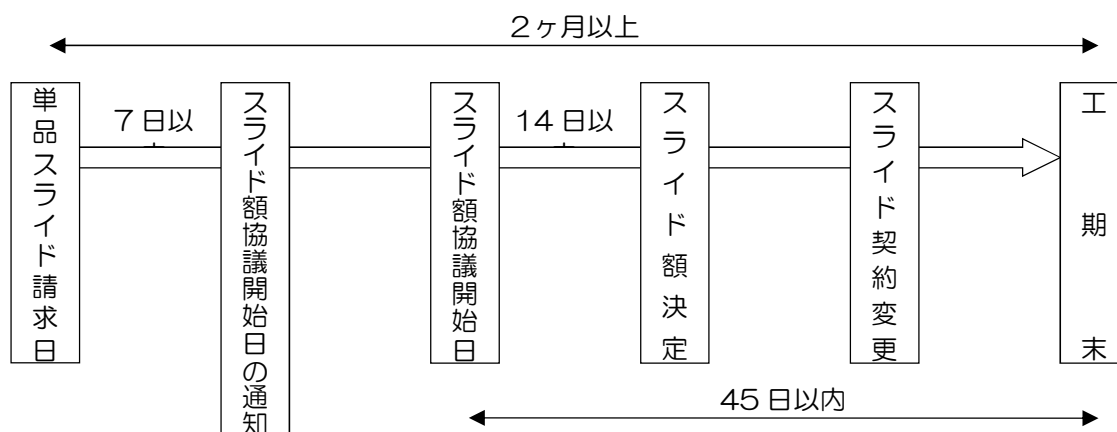 2ヶ月以上
単品スライド請求日
7日以
スライド額協議開始日の通知
スライド額協議開始日
14日以
スライド額決定
スライド契約変更
工期末
45日以内